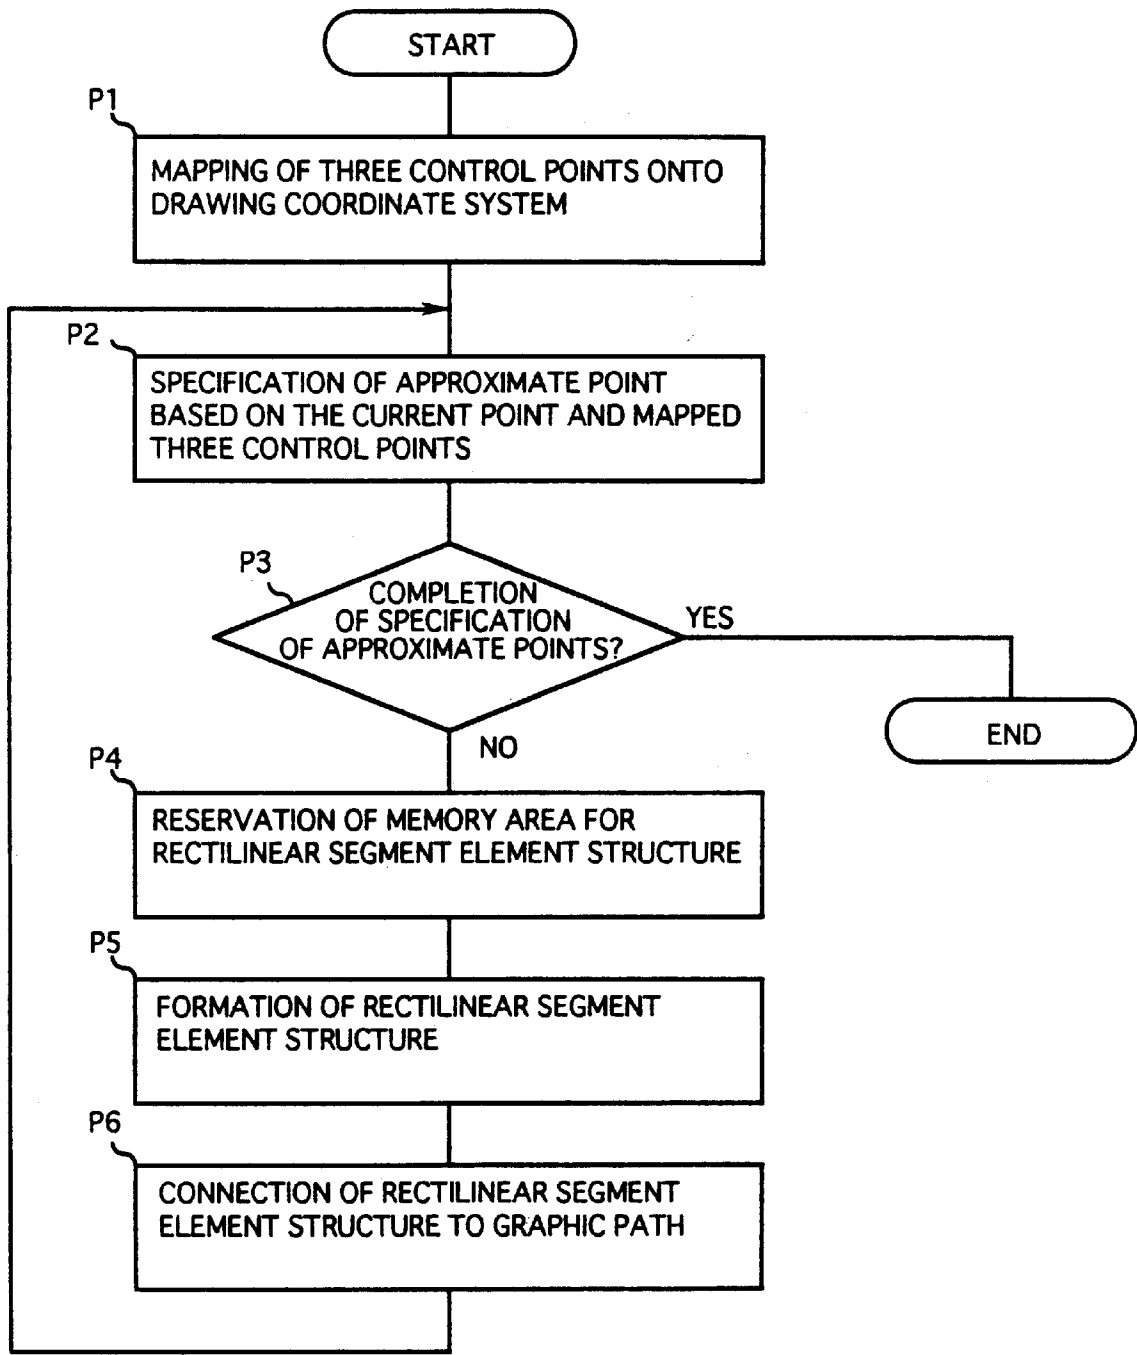 START
P1
MAPPING OF THREE CONTROL POINTS ONTO
DRAWING COORDINATE SYSTEM
P2
SPECIFICATION OF APPROXIMATE POINT
BASED ON THE CURRENT POINT AND MAPPED
THREE CONTROL POINTS
P3
COMPLETION
OF SPECIFICATION
OF APPROXIMATE POINTS?
YES
END
NO
P4
RESERVATION OF MEMORY AREA FOR
RECTILINEAR SEGMENT ELEMENT STRUCTURE
P5
FORMATION OF RECTILINEAR SEGMENT
ELEMENT STRUCTURE
P6
CONNECTION OF RECTILINEAR SEGMENT
ELEMENT STRUCTURE TO GRAPHIC PATH